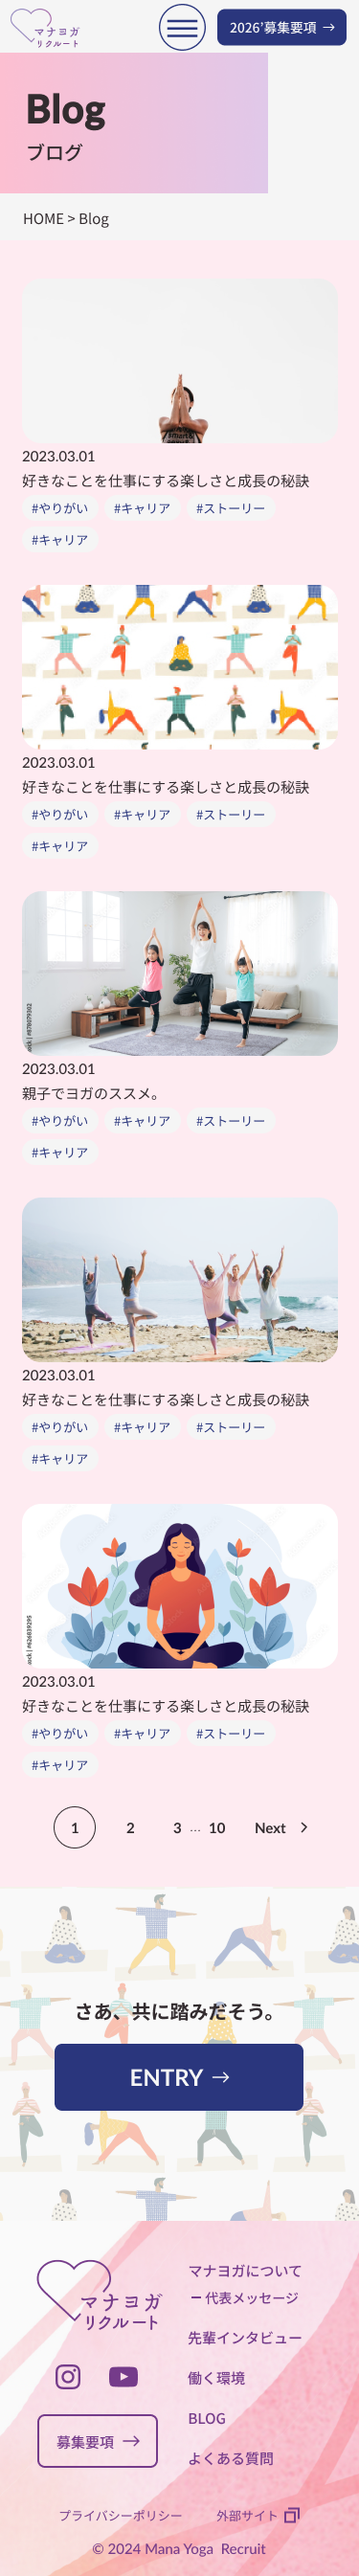 マナヨガ
リクルート
2026'募集要項 →
Blog
ブログ
HOME > Blog
2023.03.01
好きなことを仕事にする楽しさと成長の秘訣
#やりがい #キャリア #ストーリー
#キャリア
2023.03.01
好きなことを仕事にする楽しさと成長の秘訣
#やりがい #キャリア #ストーリー
#キャリア
2023.03.01
親子でヨガのススメ。
#やりがい #キャリア #ストーリー
#キャリア
2023.03.01
好きなことを仕事にする楽しさと成長の秘訣
#やりがい #キャリア #ストーリー
#キャリア
2023.03.01
好きなことを仕事にする楽しさと成長の秘訣
#やりがい #キャリア #ストーリー
#キャリア
1 2 3 … 10 Next >
さあ、共に踏みだそう。
ENTRY →
マナヨガ
リクルート
募集要項 →
マナヨガについて
ー 代表メッセージ
先輩インタビュー
働く環境
BLOG
よくある質問
プライバシーポリシー 外部サイト
© 2024 Mana Yoga Recruit